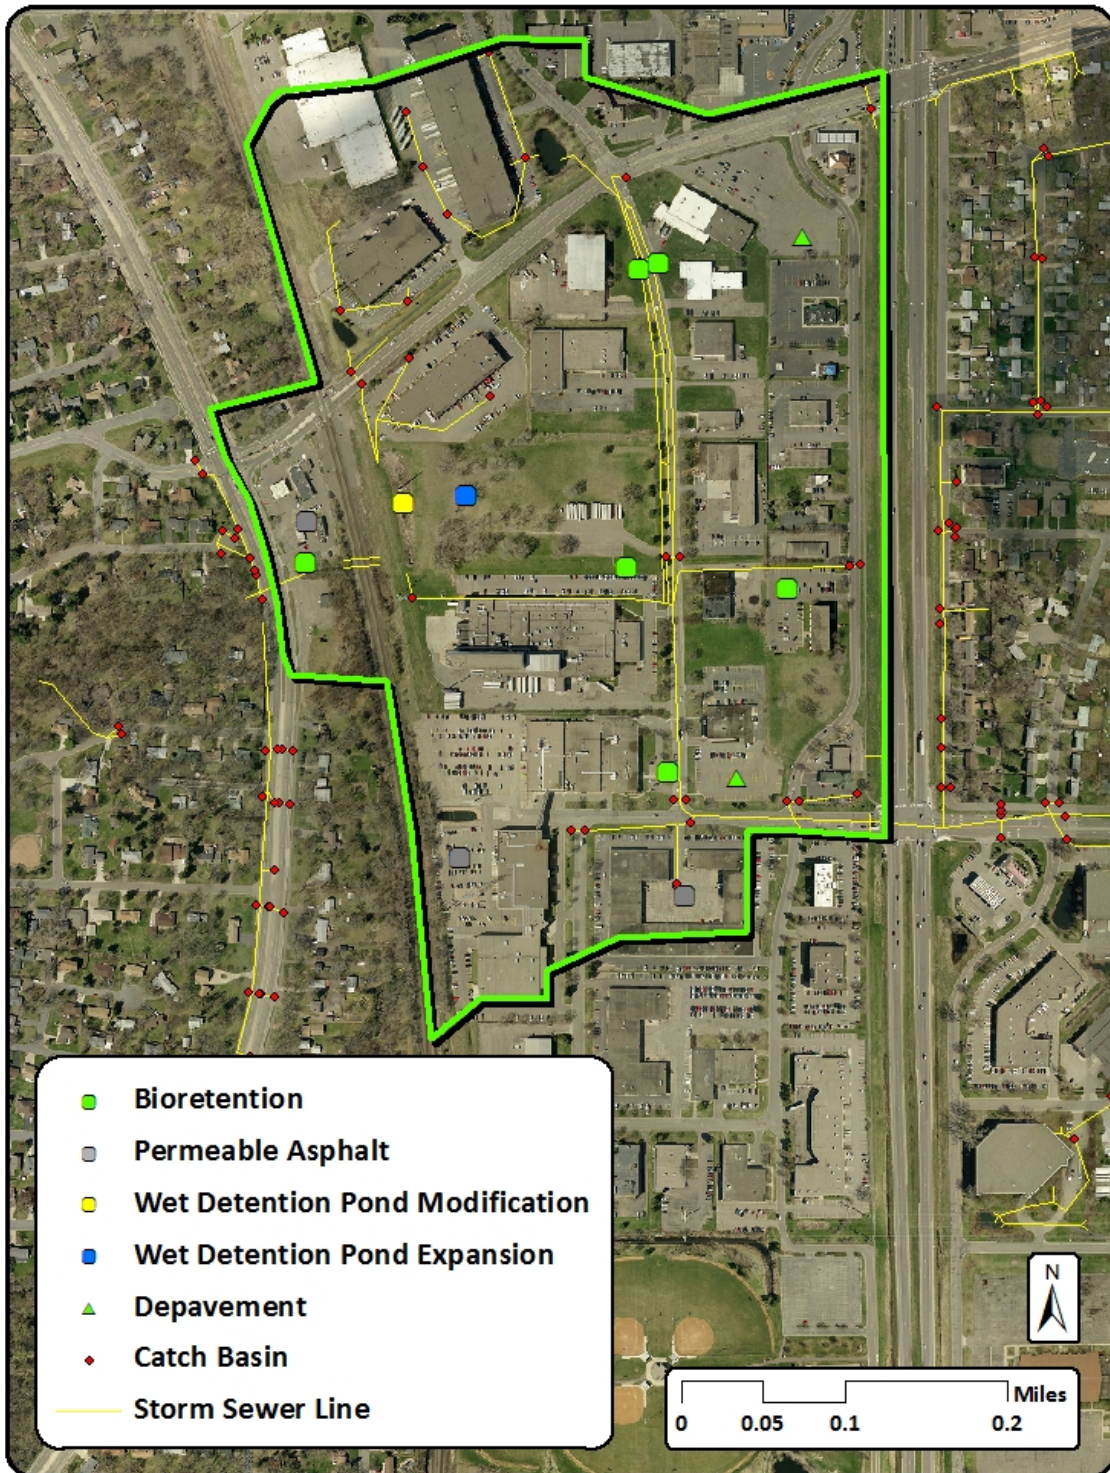 Bioretention
Permeable Asphalt
Wet Detention Pond Modification
Wet Detention Pond Expansion
Depavement
Catch Basin
Storm Sewer Line
N
Miles
0 0.05 0.1 0.2